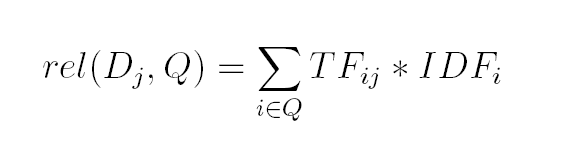 rel(D_j, Q) = \sum_{i \in Q} TF_{ij} * IDF_i